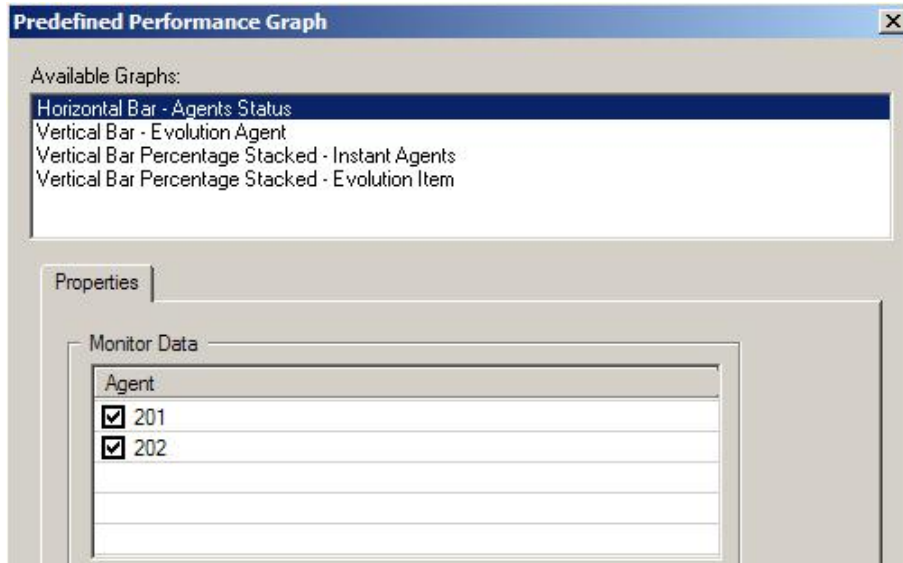 Predefined Performance Graph
Available Graphs:
Horizontal Bar - Agents Status
Vertical Bar - Evolution Agent
Vertical Bar Percentage Stacked - Instant Agents
Vertical Bar Percentage Stacked - Evolution Item
Properties
Monitor Data
Agent
201
202